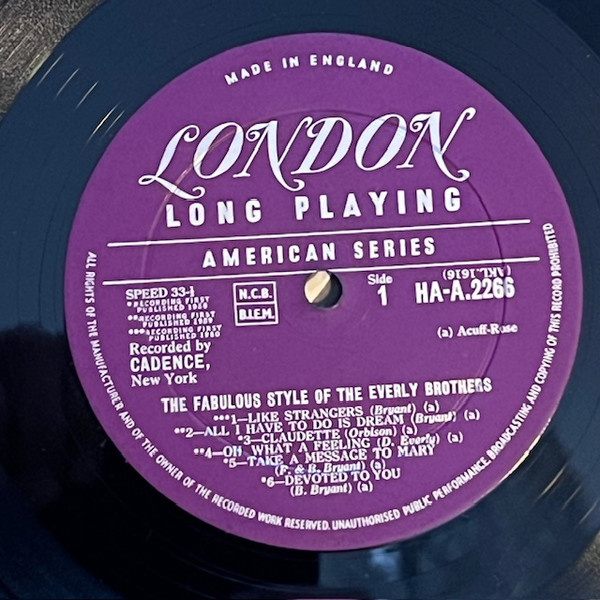 MADE IN ENGLAND
LONDON
LONG PLAYING
AMERICAN SERIES
SPEED 33-⅓
*RECORDING FIRST
PUBLISHED 1958
**RECORDING FIRST
PUBLISHED 1959
***RECORDING FIRST
PUBLISHED 1960
Recorded by
CADENCE,
New York
N.C.B.
B.I.E.M.
Side
1
(ARL.1619)
HA-A.2266
(a) Acuff-Rose
THE FABULOUS STYLE OF THE EVERLY BROTHERS
***1—LIKE STRANGERS (Bryant) (a)
**2—ALL I HAVE TO DO IS DREAM (Bryant) (a)
*3—CLAUDETTE (Orbison) (a)
**4—OH, WHAT A FEELING (D. Everly) (a)
*5—TAKE A MESSAGE TO MARY
(F. & B. Bryant) (a)
*6—DEVOTED TO YOU
(B. Bryant) (a)
ALL RIGHTS OF THE MANUFACTURER AND OF THE OWNER OF THE RECORDED WORK RESERVED. UNAUTHORISED PUBLIC PERFORMANCE BROADCASTING AND COPYING OF THIS RECORD PROHIBITED